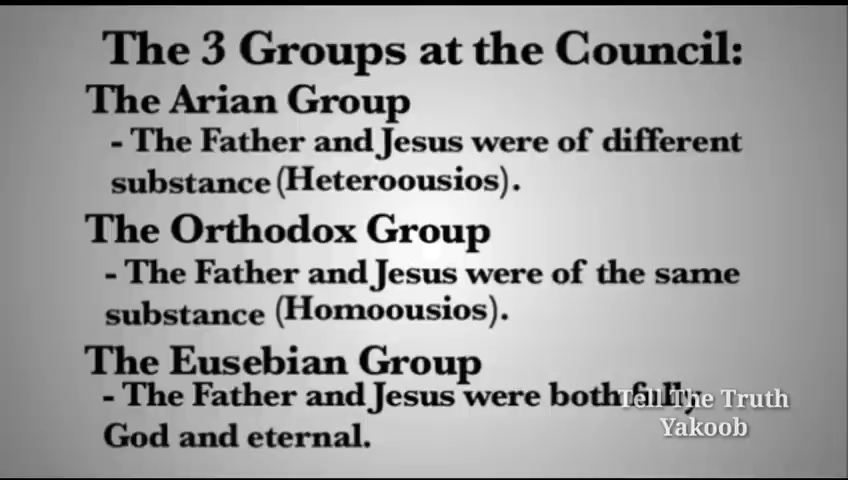 The 3 Groups at the Council:
The Arian Group
- The Father and Jesus were of different
substance (Heteroousios).
The Orthodox Group
- The Father and Jesus were of the same
substance (Homoousios).
The Eusebian Group
- The Father and Jesus were both fully
God and eternal.
Tell The Truth
Yakoob